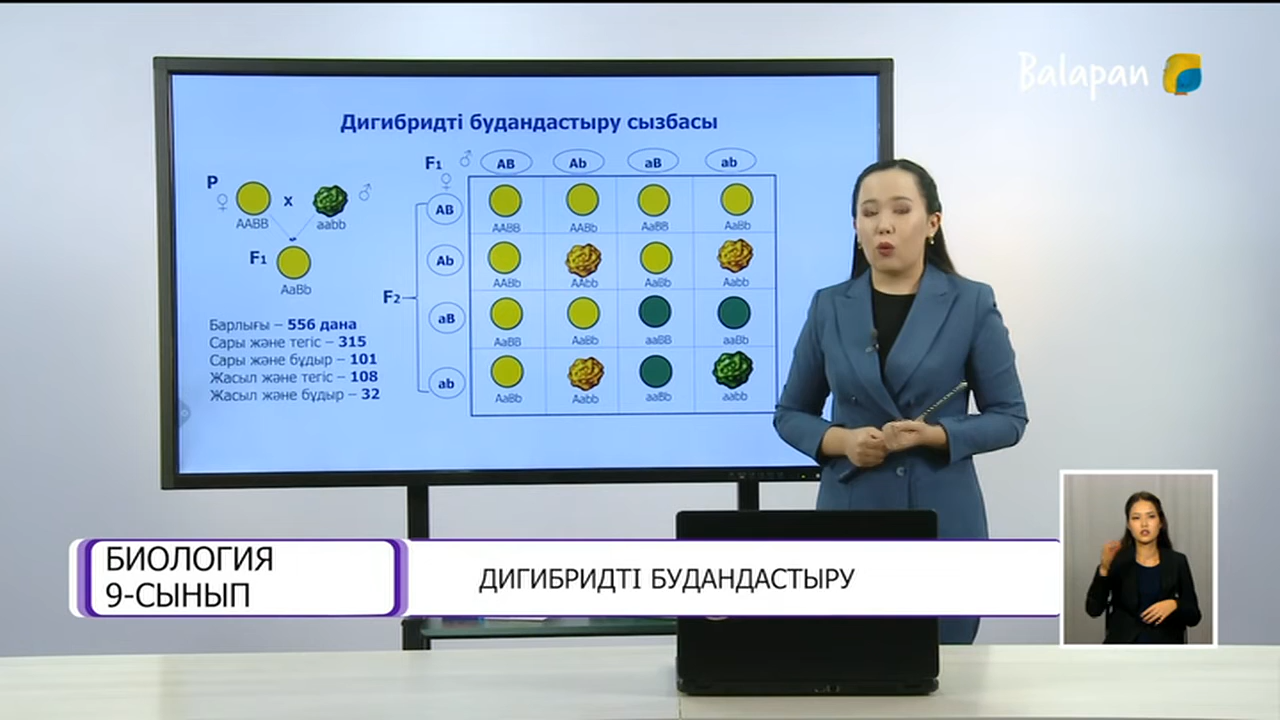 Balapan
Дигибридті будандастыру сызбасы
P
♀ x ♂
AABB aabb
F1
AaBb
Барлығы – 556 дана
Сары және тегіс – 315
Сары және бұдыр – 101
Жасыл және тегіс – 108
Жасыл және бұдыр – 32
F1 ♂ AB Ab aB ab
♀
F2
AB
AABB AABb AaBB AaBb
Ab
AABb AAbb AaBb Aabb
aB
AaBB AaBb aaBB aaBb
ab
AaBb Aabb aaBb aabb
БИОЛОГИЯ
9-СЫНЫП
ДИГИБРИДТІ БУДАНДАСТЫРУ